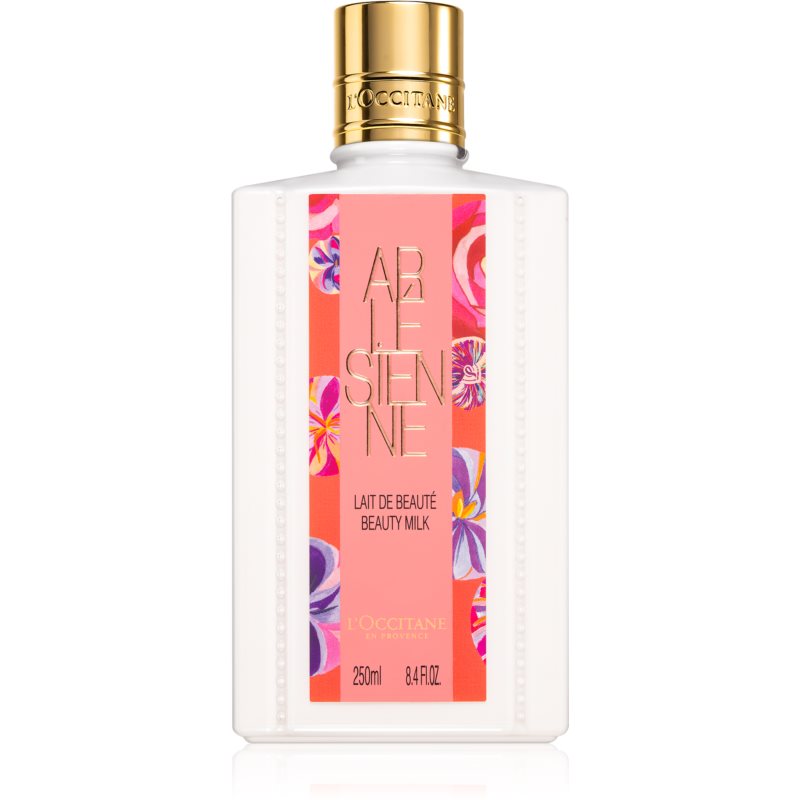 L'OCCITANE
AR
LÉ
SIEN
NE
LAIT DE BEAUTÉ
BEAUTY MILK
L'OCCITANE
EN PROVENCE
250ml 8.4 Fl.OZ.